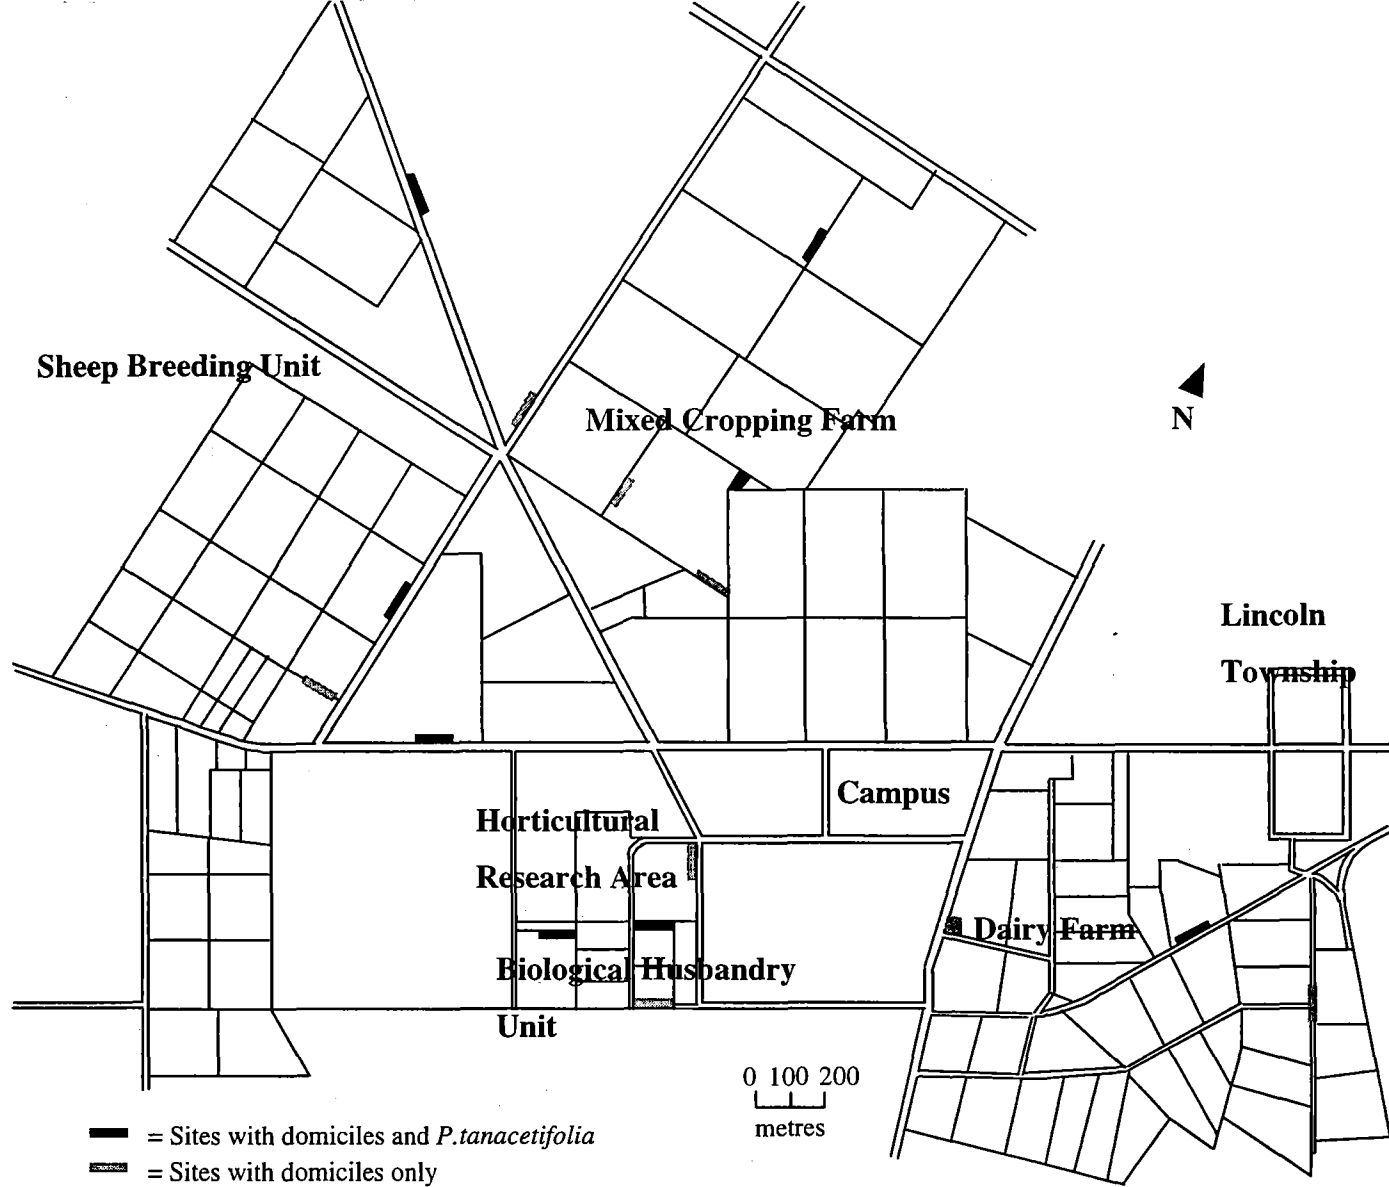 Sheep Breeding Unit
Mixed Cropping Farm
N
Lincoln
Township
Campus
Horticultural
Research Area
Dairy Farm
Biological Husbandry
Unit
0 100 200
metres
= Sites with domiciles and P.tanacetifolia
= Sites with domiciles only